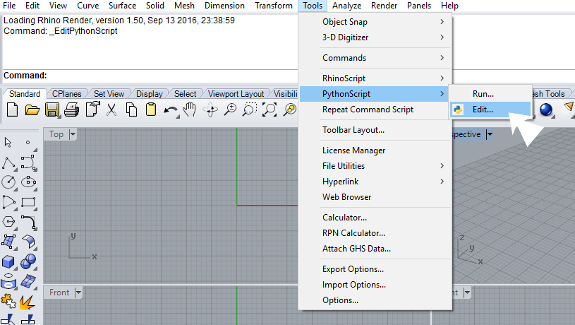 File Edit View Curve Surface Solid Mesh Dimension Transform Tools Analyze Render Panels Help
Loading Rhino Render, version 1.50, Sep 13 2016, 23:38:59
Command: _EditPythonScript
Command:
Standard CPlanes Set View Display Select Viewport Layout
Object Snap
3-D Digitizer
Commands
RhinoScript
PythonScript
Repeat Command Script
Toolbar Layout...
License Manager
File Utilities
Hyperlink
Web Browser
Calculator...
RPN Calculator...
Attach GHS Data...
Export Options...
Import Options...
Options...
Run...
Edit...
sh Tools
Top
spective
y
x
z
y
x
Front
ht